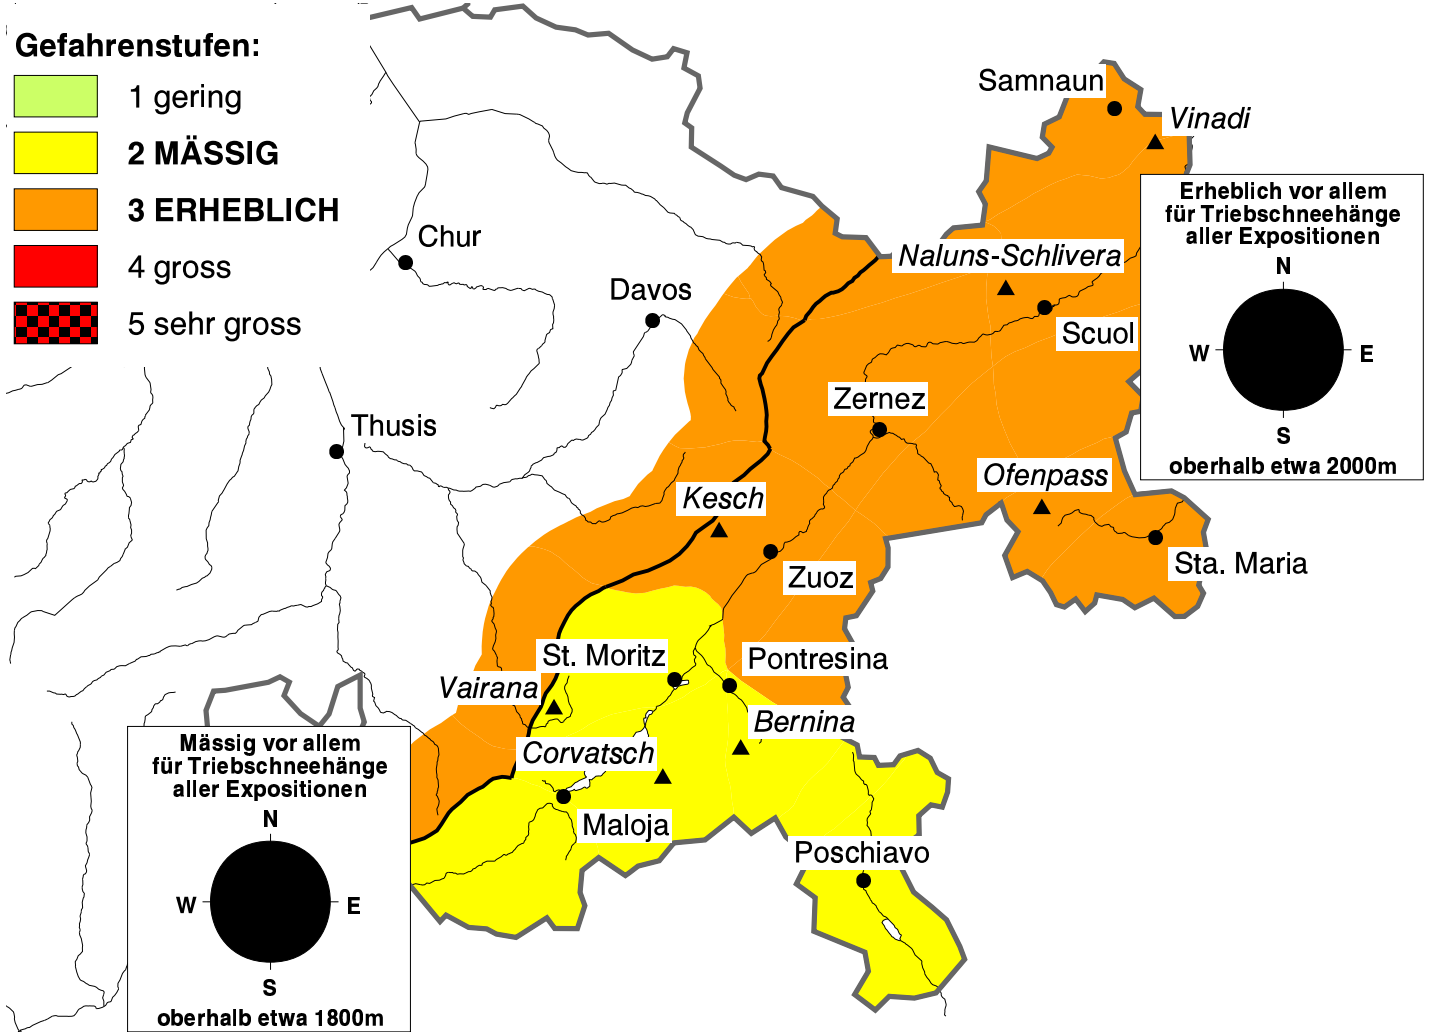 Gefahrenstufen:
1 gering
2 MÄSSIG
3 ERHEBLICH
4 gross
5 sehr gross
Samnaun
Vinadi
Erheblich vor allem
für Triebschneehänge
aller Expositionen
N
W
E
S
oberhalb etwa 2000m
Chur
Davos
Naluns-Schlivera
Scuol
Zernez
Thusis
Kesch
Ofenpass
Zuoz
Sta. Maria
St. Moritz
Pontresina
Vairana
Bernina
Corvatsch
Maloja
Poschiavo
Mässig vor allem
für Triebschneehänge
aller Expositionen
N
W
E
S
oberhalb etwa 1800m